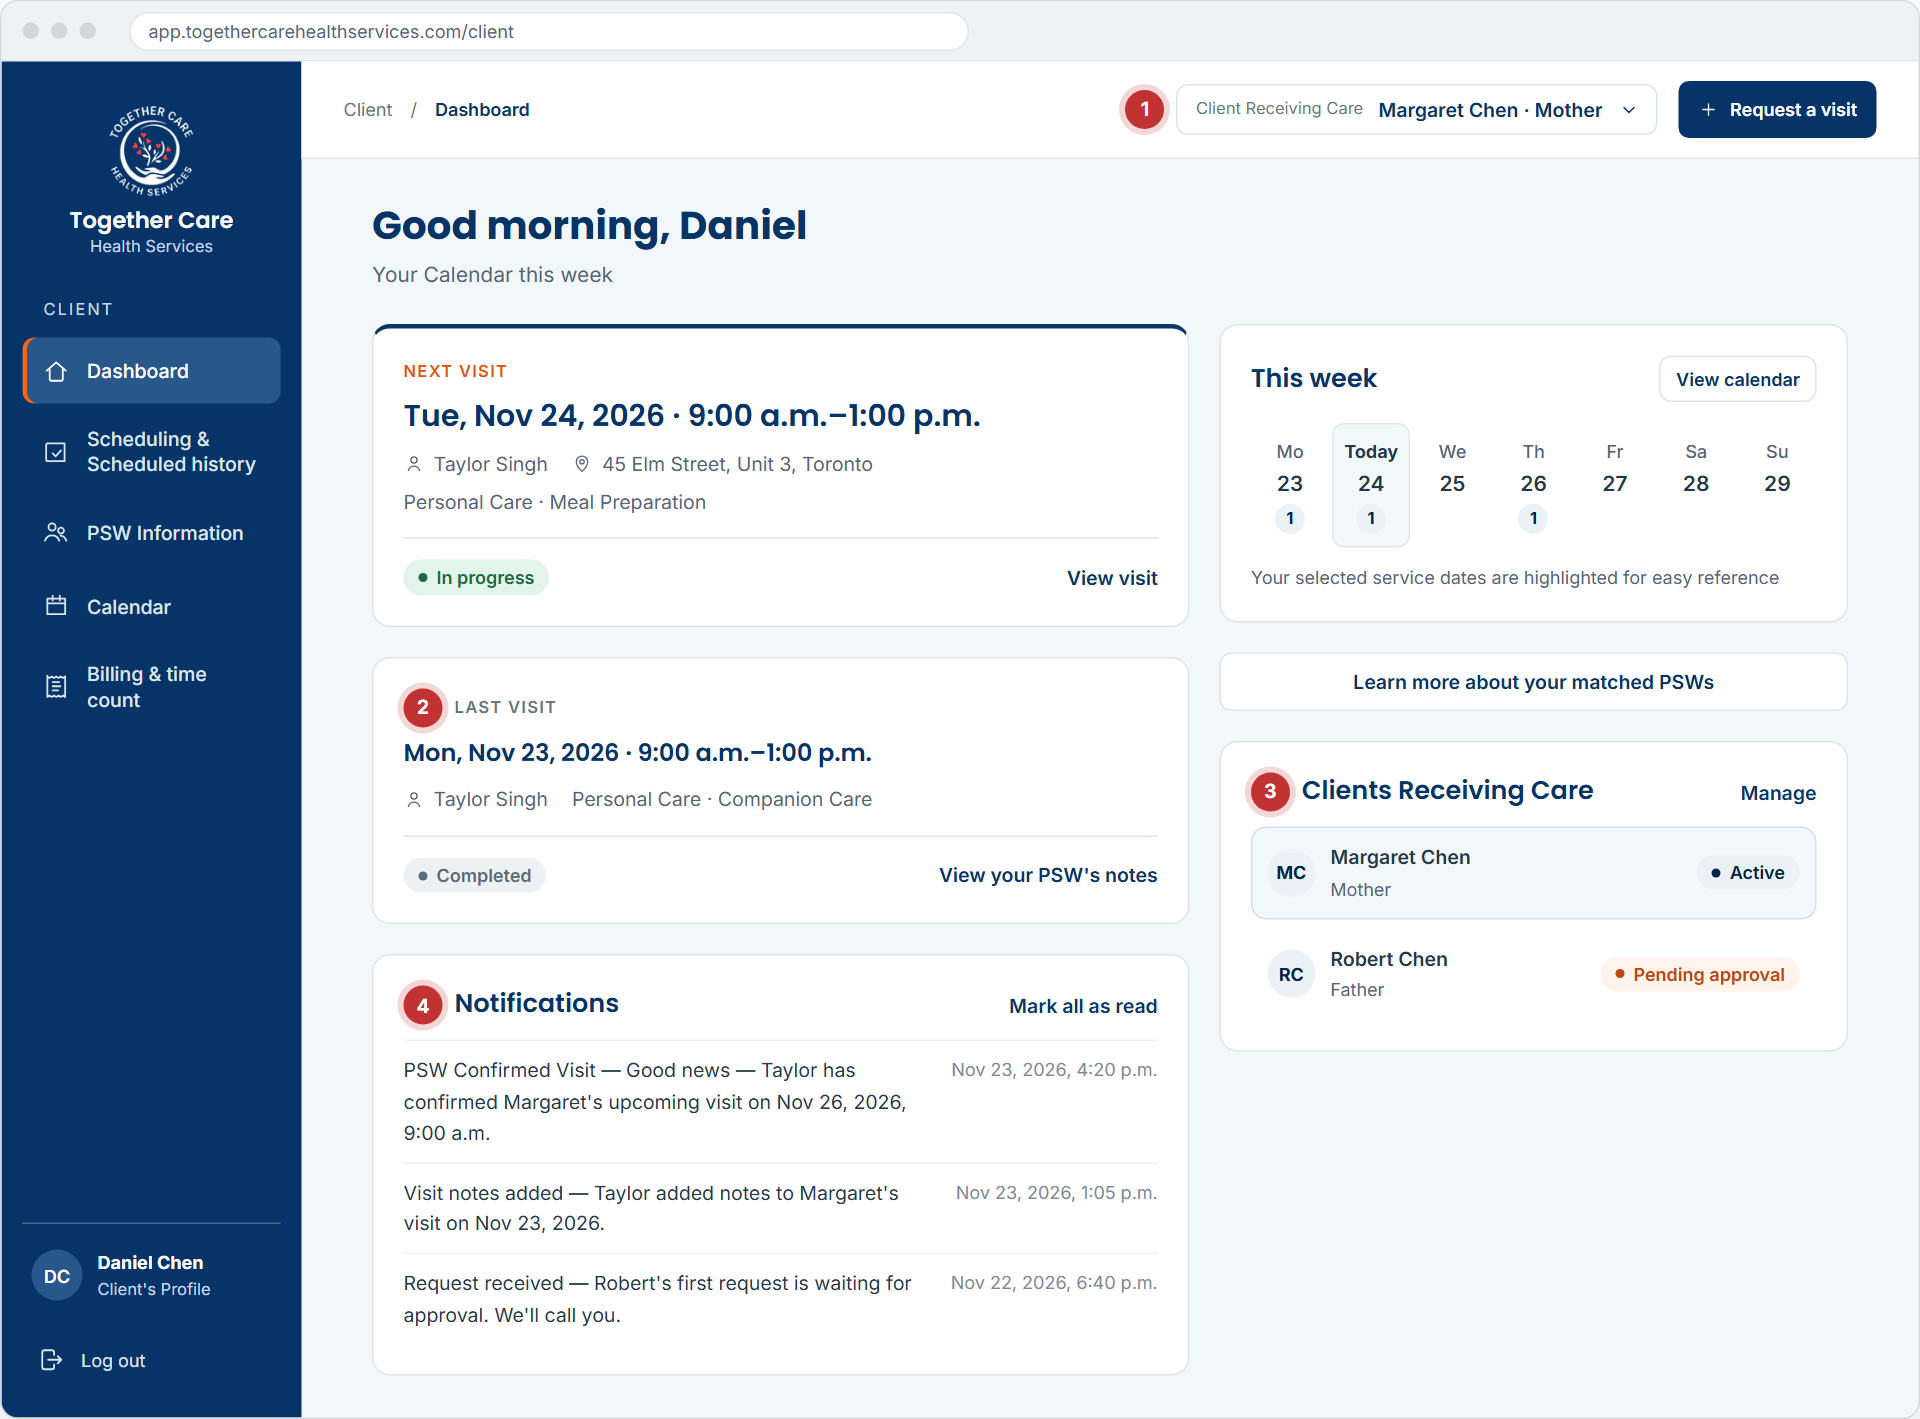 app.togethercarehealthservices.com/client
TOGETHER CARE
HEALTH SERVICES
Together Care
Health Services
CLIENT
Dashboard
Scheduling &
Scheduled history
PSW Information
Calendar
Billing & time
count
DC
Daniel Chen
Client's Profile
Log out
Client / Dashboard
1
Client Receiving Care Margaret Chen · Mother
+ Request a visit
Good morning, Daniel
Your Calendar this week
NEXT VISIT
Tue, Nov 24, 2026 · 9:00 a.m.–1:00 p.m.
Taylor Singh 45 Elm Street, Unit 3, Toronto
Personal Care · Meal Preparation
In progress
View visit
2 LAST VISIT
Mon, Nov 23, 2026 · 9:00 a.m.–1:00 p.m.
Taylor Singh Personal Care · Companion Care
Completed
View your PSW's notes
4 Notifications
Mark all as read
PSW Confirmed Visit — Good news — Taylor has
confirmed Margaret's upcoming visit on Nov 26, 2026,
9:00 a.m.
Nov 23, 2026, 4:20 p.m.
Visit notes added — Taylor added notes to Margaret's
visit on Nov 23, 2026.
Nov 23, 2026, 1:05 p.m.
Request received — Robert's first request is waiting for
approval. We'll call you.
Nov 22, 2026, 6:40 p.m.
This week
View calendar
Mo Today We Th Fr Sa Su
23 24 25 26 27 28 29
1 1 1
Your selected service dates are highlighted for easy reference
Learn more about your matched PSWs
3 Clients Receiving Care
Manage
MC
Margaret Chen
Mother
Active
RC
Robert Chen
Father
Pending approval